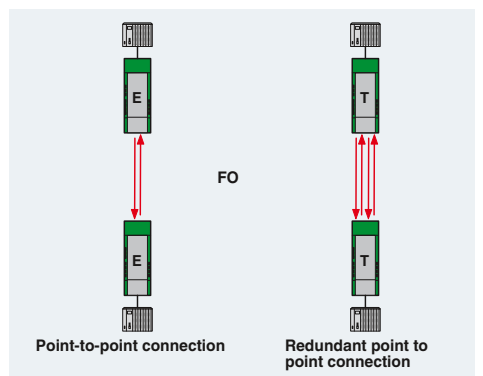 E
T
FO
E
T
Point-to-point connection
Redundant point to
point connection